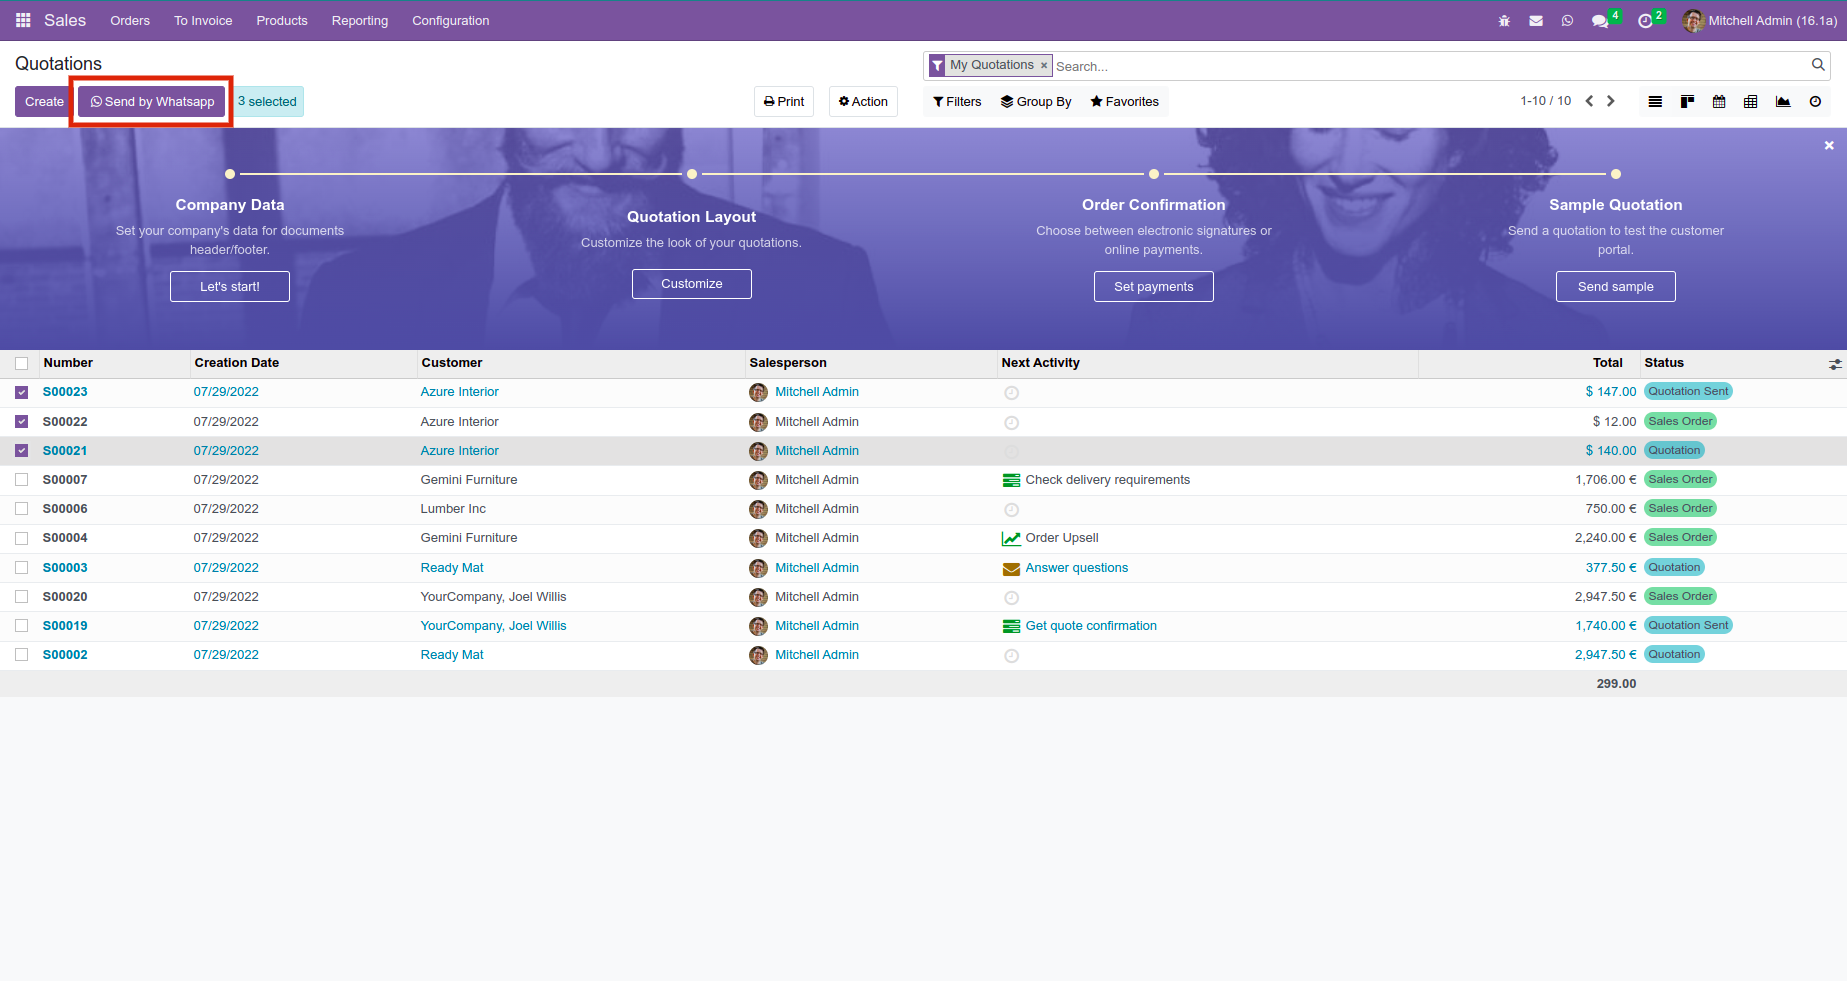 Sales Orders To Invoice Products Reporting Configuration 4 2 Mitchell Admin (16.1a)
Quotations
My Quotations × Search...
Create Send by Whatsapp 3 selected Print Action Filters Group By Favorites 1-10 / 10
Company Data
Set your company's data for documents
header/footer.
Let's start!
Quotation Layout
Customize the look of your quotations.
Customize
Order Confirmation
Choose between electronic signatures or
online payments.
Set payments
Sample Quotation
Send a quotation to test the customer
portal.
Send sample
Number Creation Date Customer Salesperson Next Activity Total Status
S00023 07/29/2022 Azure Interior Mitchell Admin $ 147.00 Quotation Sent
S00022 07/29/2022 Azure Interior Mitchell Admin $ 12.00 Sales Order
S00021 07/29/2022 Azure Interior Mitchell Admin $ 140.00 Quotation
S00007 07/29/2022 Gemini Furniture Mitchell Admin Check delivery requirements 1,706.00 € Sales Order
S00006 07/29/2022 Lumber Inc Mitchell Admin 750.00 € Sales Order
S00004 07/29/2022 Gemini Furniture Mitchell Admin Order Upsell 2,240.00 € Sales Order
S00003 07/29/2022 Ready Mat Mitchell Admin Answer questions 377.50 € Quotation
S00020 07/29/2022 YourCompany, Joel Willis Mitchell Admin 2,947.50 € Sales Order
S00019 07/29/2022 YourCompany, Joel Willis Mitchell Admin Get quote confirmation 1,740.00 € Quotation Sent
S00002 07/29/2022 Ready Mat Mitchell Admin 2,947.50 € Quotation
299.00